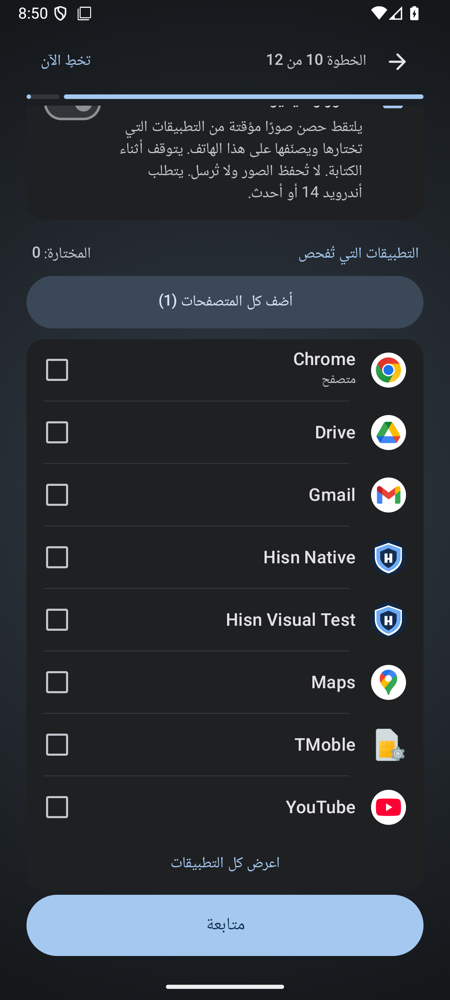 8:50
الخطوة 10 من 12
تخطِ الآن
يلتقط حصن صورًا مؤقتة من التطبيقات التي
تختارها ويصنّفها على هذا الهاتف. يتوقف أثناء
الكتابة. لا تُحفظ الصور ولا تُرسل. يتطلب
أندرويد 14 أو أحدث.
التطبيقات التي تُفحص
المختارة: 0
أضف كل المتصفحات (1)
Chrome
متصفح
Drive
Gmail
Hisn Native
Hisn Visual Test
Maps
TMoble
YouTube
اعرض كل التطبيقات
متابعة